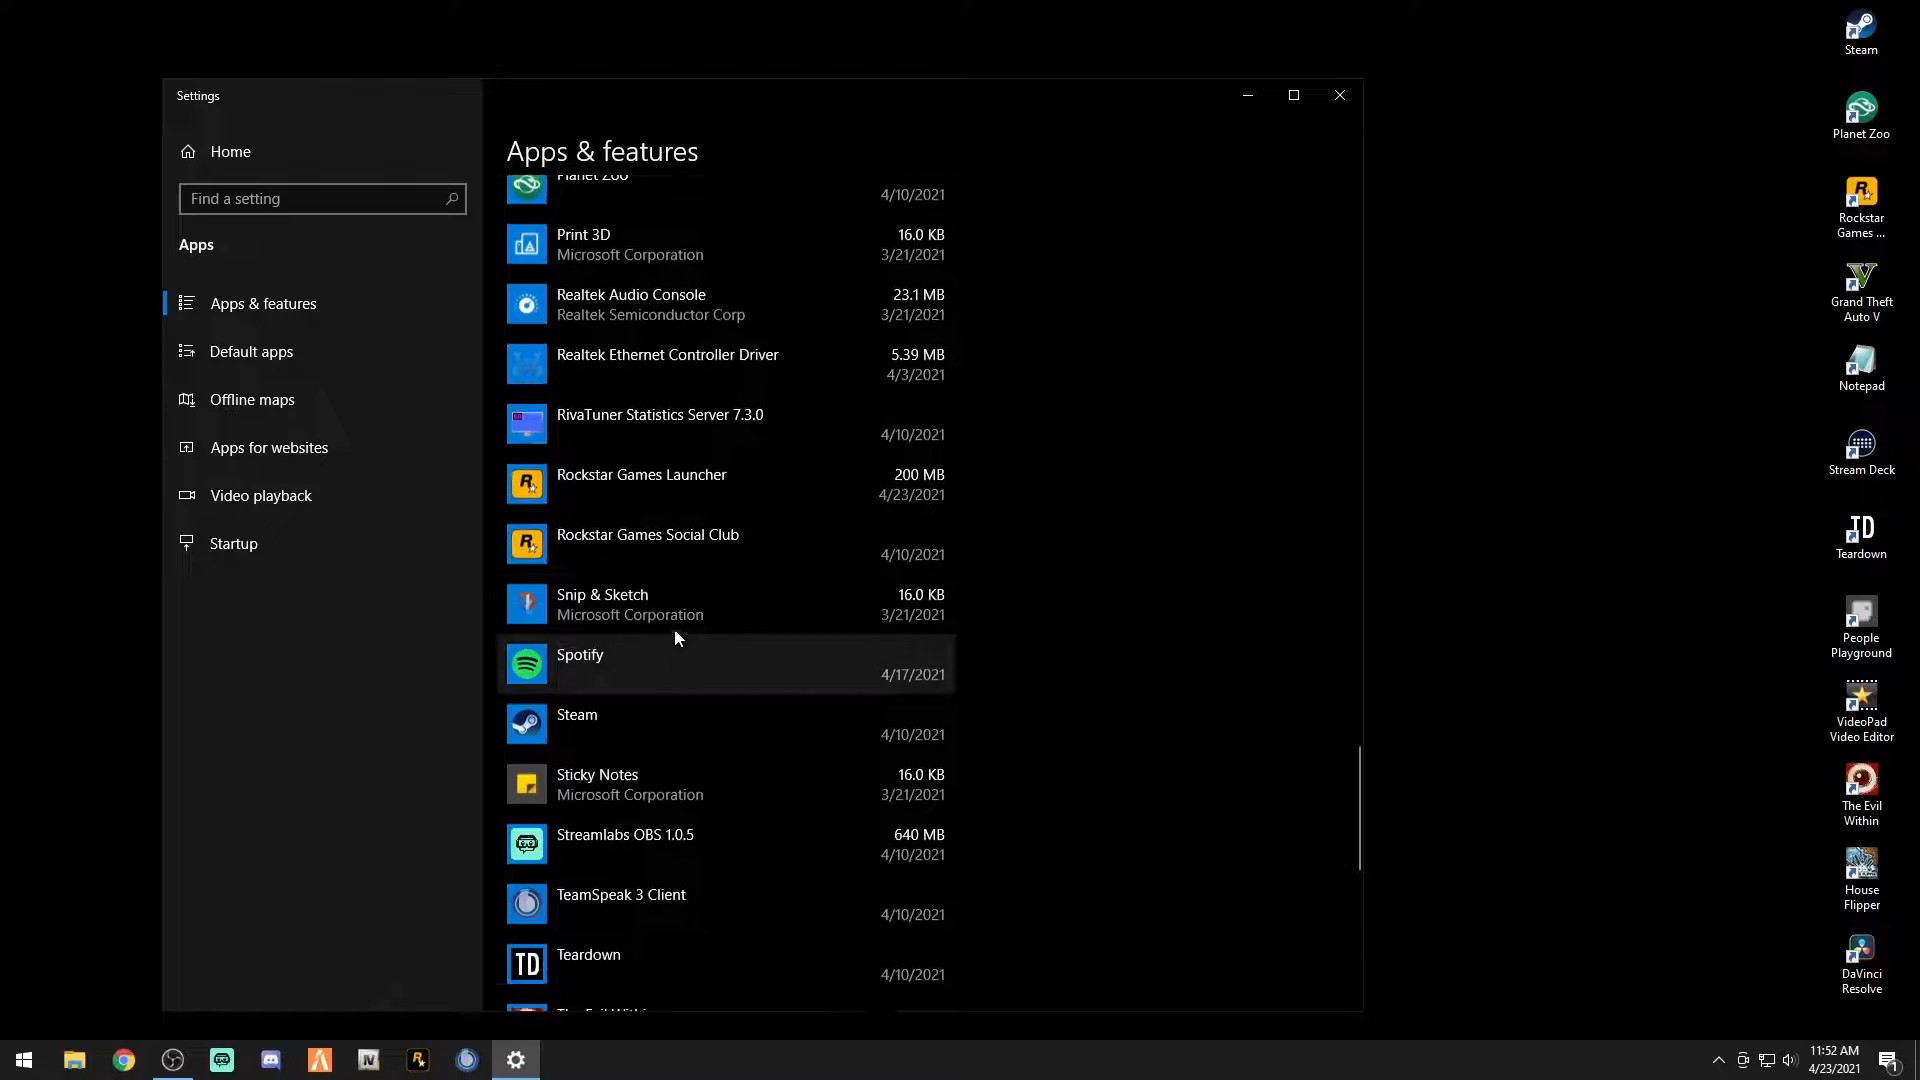 Settings
Home
Find a setting
Apps
Apps & features
Default apps
Offline maps
Apps for websites
Video playback
Startup
Apps & features
Planet Zoo
4/10/2021
Print 3D
16.0 KB
Microsoft Corporation
3/21/2021
Realtek Audio Console
23.1 MB
Realtek Semiconductor Corp
3/21/2021
Realtek Ethernet Controller Driver
5.39 MB
4/3/2021
RivaTuner Statistics Server 7.3.0
4/10/2021
Rockstar Games Launcher
200 MB
4/23/2021
Rockstar Games Social Club
4/10/2021
Snip & Sketch
16.0 KB
Microsoft Corporation
3/21/2021
Spotify
4/17/2021
Steam
4/10/2021
Sticky Notes
16.0 KB
Microsoft Corporation
3/21/2021
Streamlabs OBS 1.0.5
640 MB
4/10/2021
TeamSpeak 3 Client
4/10/2021
TD
Teardown
4/10/2021
Steam
Planet Zoo
Rockstar
Games ...
Grand Theft
Auto V
Notepad
Stream Deck
TD
Teardown
People
Playground
VideoPad
Video Editor
The Evil
Within
House
Flipper
DaVinci
Resolve
11:52 AM
4/23/2021
1